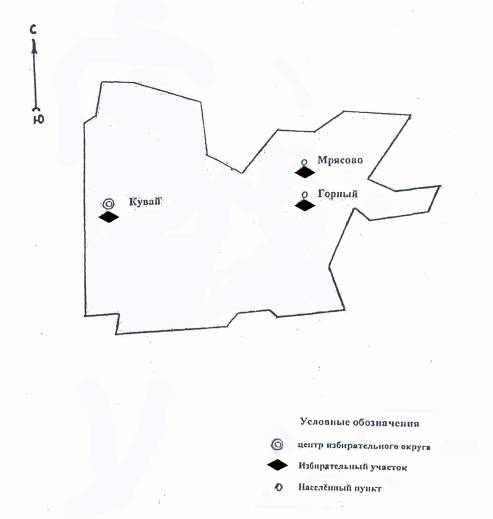 С
Ю
Мрясово
Горный
Кувай
Условные обозначения
центр избирательного округа
Избирательный участок
Населённый пункт